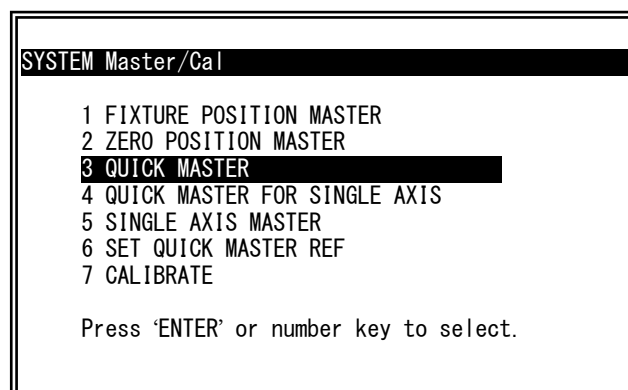 SYSTEM Master/Cal
1 FIXTURE POSITION MASTER
2 ZERO POSITION MASTER
3 QUICK MASTER
4 QUICK MASTER FOR SINGLE AXIS
5 SINGLE AXIS MASTER
6 SET QUICK MASTER REF
7 CALIBRATE
Press ‘ENTER’ or number key to select.